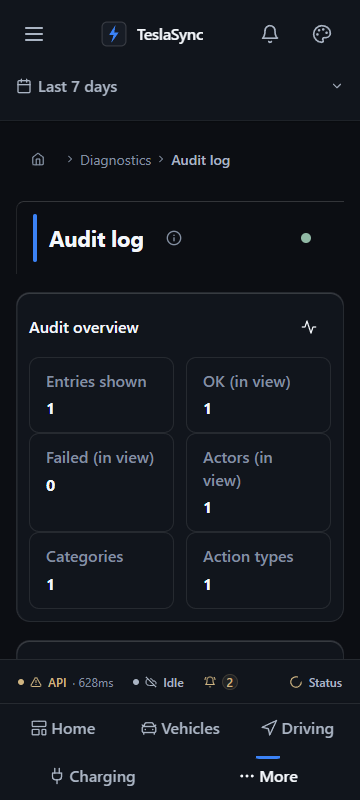 TeslaSync
Last 7 days
Diagnostics Audit log
Audit log
Audit overview
Entries shown
1
OK (in view)
1
Failed (in view)
0
Actors (in view)
1
Categories
1
Action types
1
API · 628ms Idle 2 Status
Home Vehicles Driving
Charging More